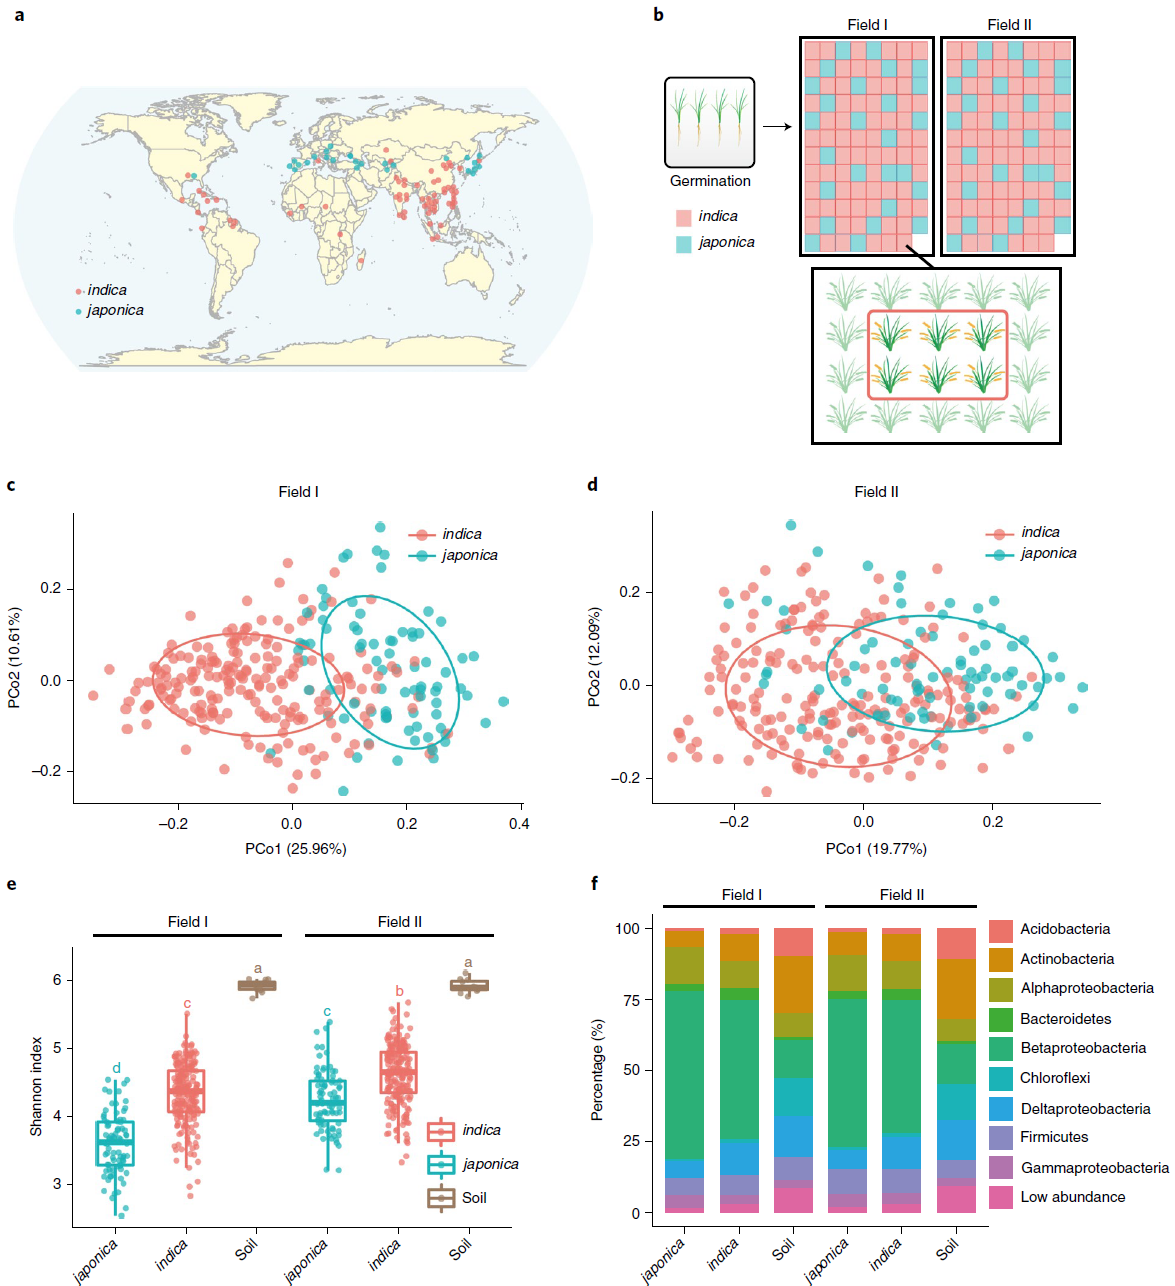 a
indica
japonica
b
Field I
Field II
Germination
indica
japonica
c
Field I
indica
japonica
PCo2 (10.61%)
0.2
0.0
–0.2
–0.2
0.0
0.2
0.4
PCo1 (25.96%)
d
Field II
indica
japonica
PCo2 (12.09%)
0.2
0.0
–0.2
–0.2
0.0
0.2
PCo1 (19.77%)
e
Field I
Field II
Shannon index
6
5
4
3
d
c
a
c
b
a
indica
japonica
Soil
japonica
indica
Soil
japonica
indica
Soil
f
Field I
Field II
Percentage (%)
100
75
50
25
0
Acidobacteria
Actinobacteria
Alphaproteobacteria
Bacteroidetes
Betaproteobacteria
Chloroflexi
Deltaproteobacteria
Firmicutes
Gammaproteobacteria
Low abundance
japonica
indica
Soil
japonica
indica
Soil